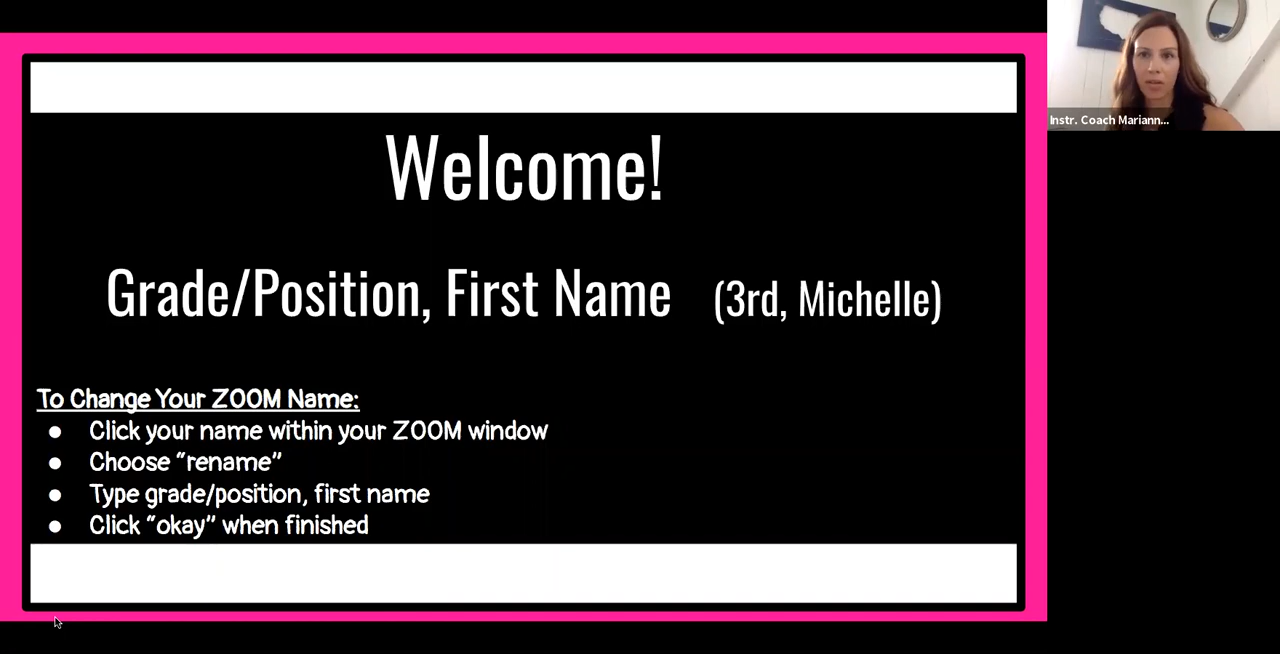 Welcome!
Grade/Position, First Name (3rd, Michelle)
To Change Your ZOOM Name:
● Click your name within your ZOOM window
● Choose “rename”
● Type grade/position, first name
● Click “okay” when finished
Instr. Coach Mariann...